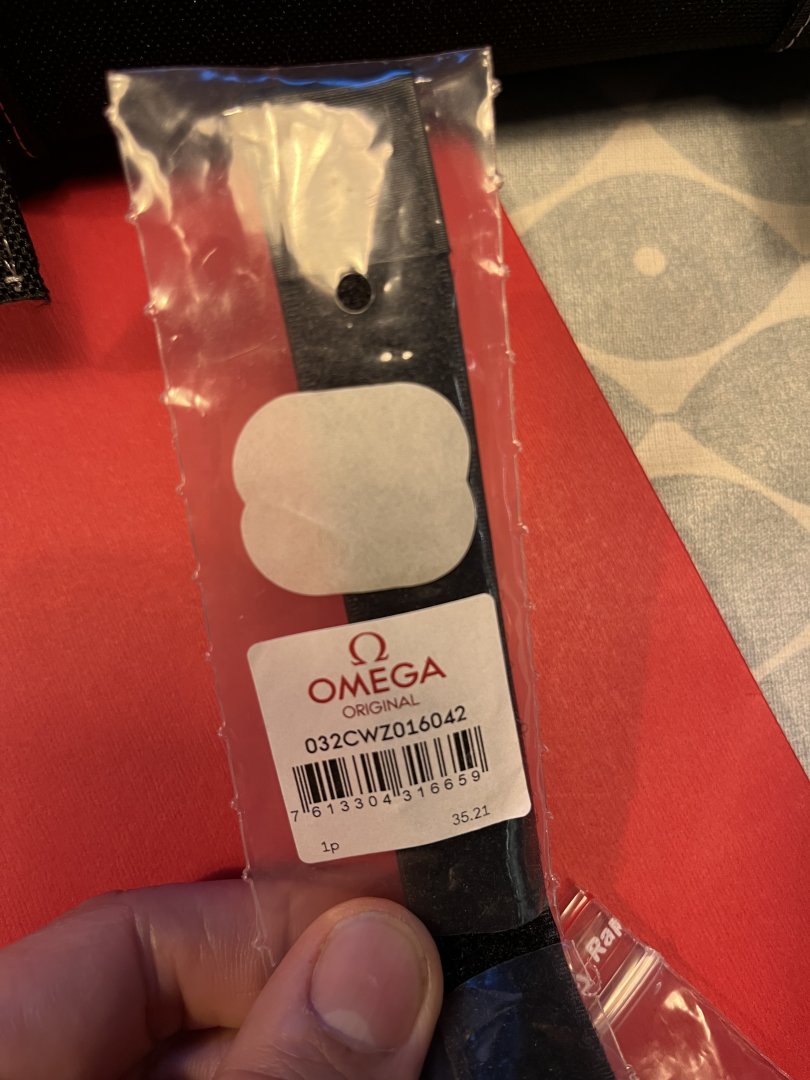 Ω
OMEGA
ORIGINAL
032CWZ016042
7 613304 316659
1p 35.21